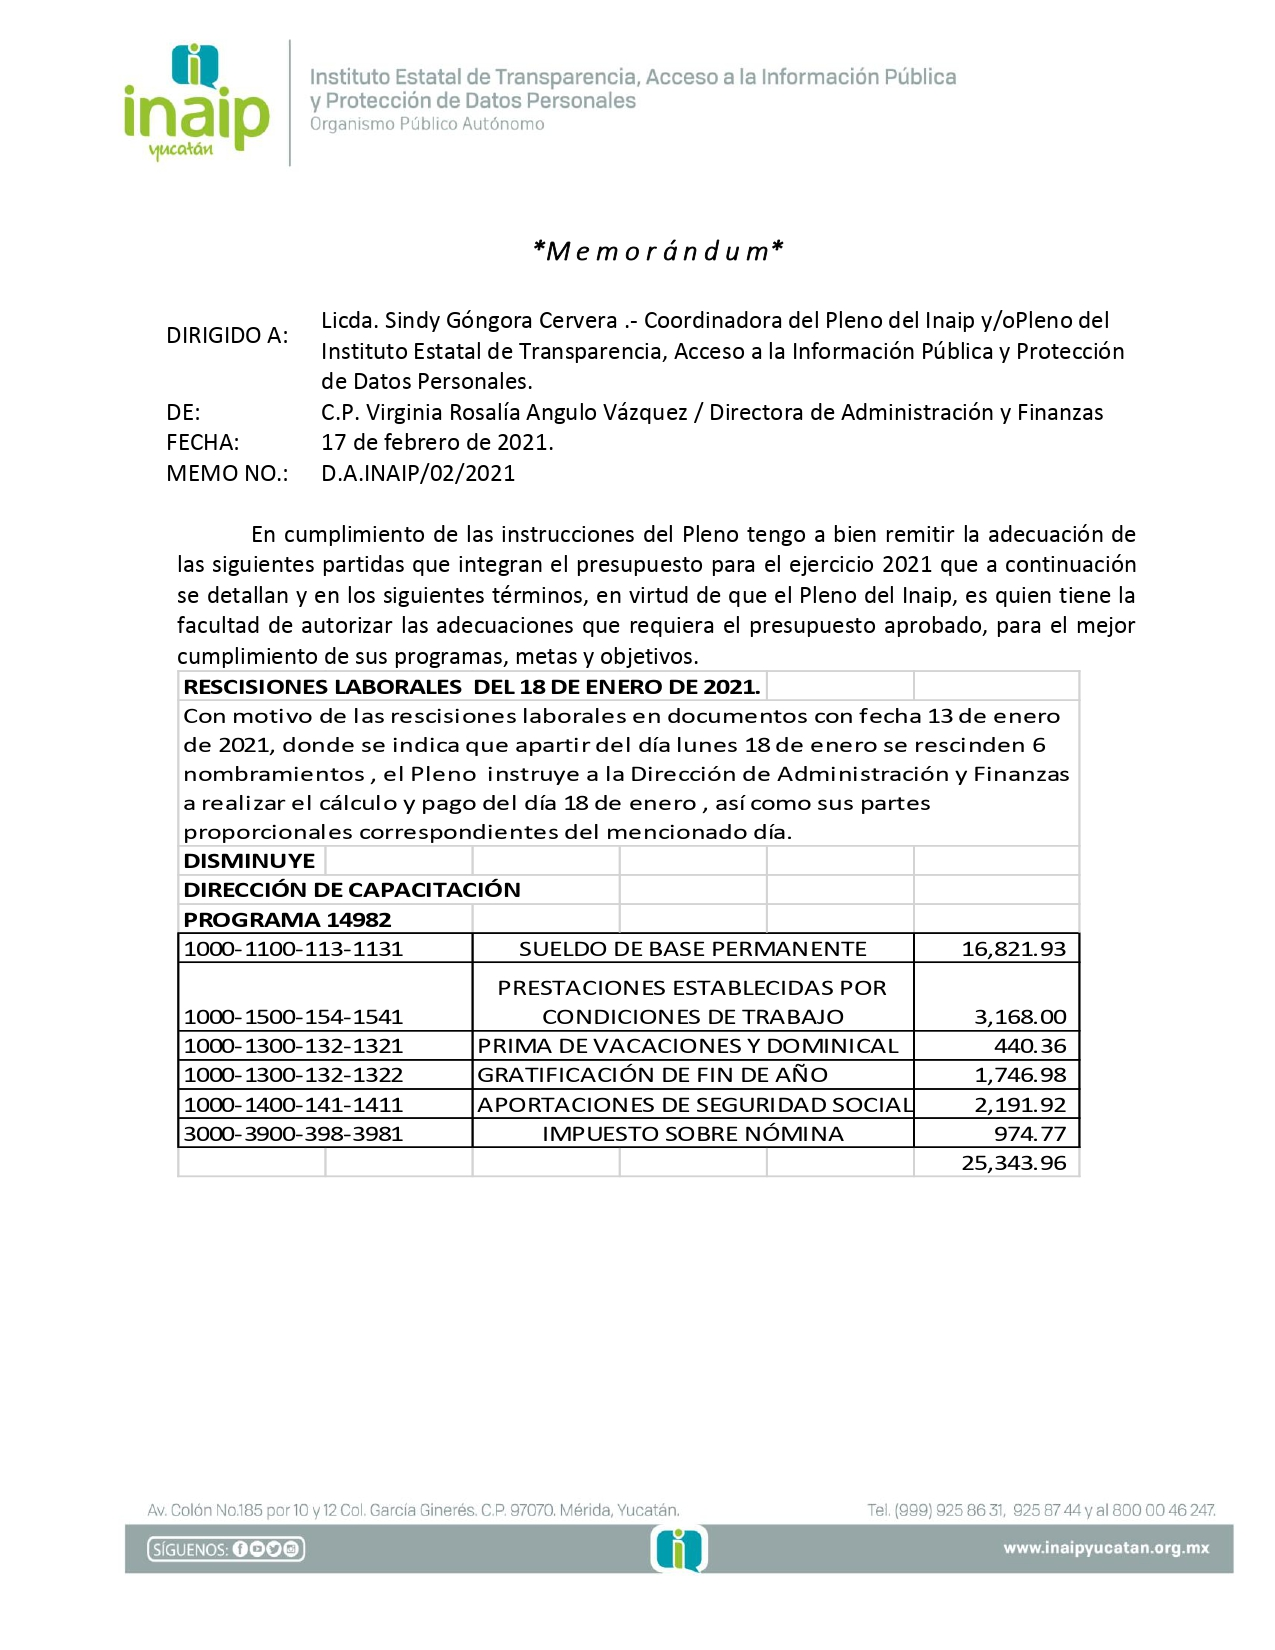 inaip
yucatán
Instituto Estatal de Transparencia, Acceso a la Información Pública
y Protección de Datos Personales
Organismo Público Autónomo
*M e m o r á n d u m*
DIRIGIDO A:
Licda. Sindy Góngora Cervera .- Coordinadora del Pleno del Inaip y/oPleno del
Instituto Estatal de Transparencia, Acceso a la Información Pública y Protección
de Datos Personales.
DE: C.P. Virginia Rosalía Angulo Vázquez / Directora de Administración y Finanzas
FECHA: 17 de febrero de 2021.
MEMO NO.: D.A.INAIP/02/2021
En cumplimiento de las instrucciones del Pleno tengo a bien remitir la adecuación de
las siguientes partidas que integran el presupuesto para el ejercicio 2021 que a continuación
se detallan y en los siguientes términos, en virtud de que el Pleno del Inaip, es quien tiene la
facultad de autorizar las adecuaciones que requiera el presupuesto aprobado, para el mejor
cumplimiento de sus programas, metas y objetivos.
RESCISIONES LABORALES DEL 18 DE ENERO DE 2021.
Con motivo de las rescisiones laborales en documentos con fecha 13 de enero
de 2021, donde se indica que apartir del día lunes 18 de enero se rescinden 6
nombramientos , el Pleno instruye a la Dirección de Administración y Finanzas
a realizar el cálculo y pago del día 18 de enero , así como sus partes
proporcionales correspondientes del mencionado día.
DISMINUYE
DIRECCIÓN DE CAPACITACIÓN
PROGRAMA 14982
1000-1100-113-1131 SUELDO DE BASE PERMANENTE 16,821.93
PRESTACIONES ESTABLECIDAS POR
1000-1500-154-1541 CONDICIONES DE TRABAJO 3,168.00
1000-1300-132-1321 PRIMA DE VACACIONES Y DOMINICAL 440.36
1000-1300-132-1322 GRATIFICACIÓN DE FIN DE AÑO 1,746.98
1000-1400-141-1411 APORTACIONES DE SEGURIDAD SOCIAL 2,191.92
3000-3900-398-3981 IMPUESTO SOBRE NÓMINA 974.77
25,343.96
Av. Colón No.185 por 10 y 12 Col. García Ginerés. C.P. 97070. Mérida, Yucatán. Tel. (999) 925 86 31, 925 87 44 y al 800 00 46 247.
SÍGUENOS: www.inaipyucatan.org.mx